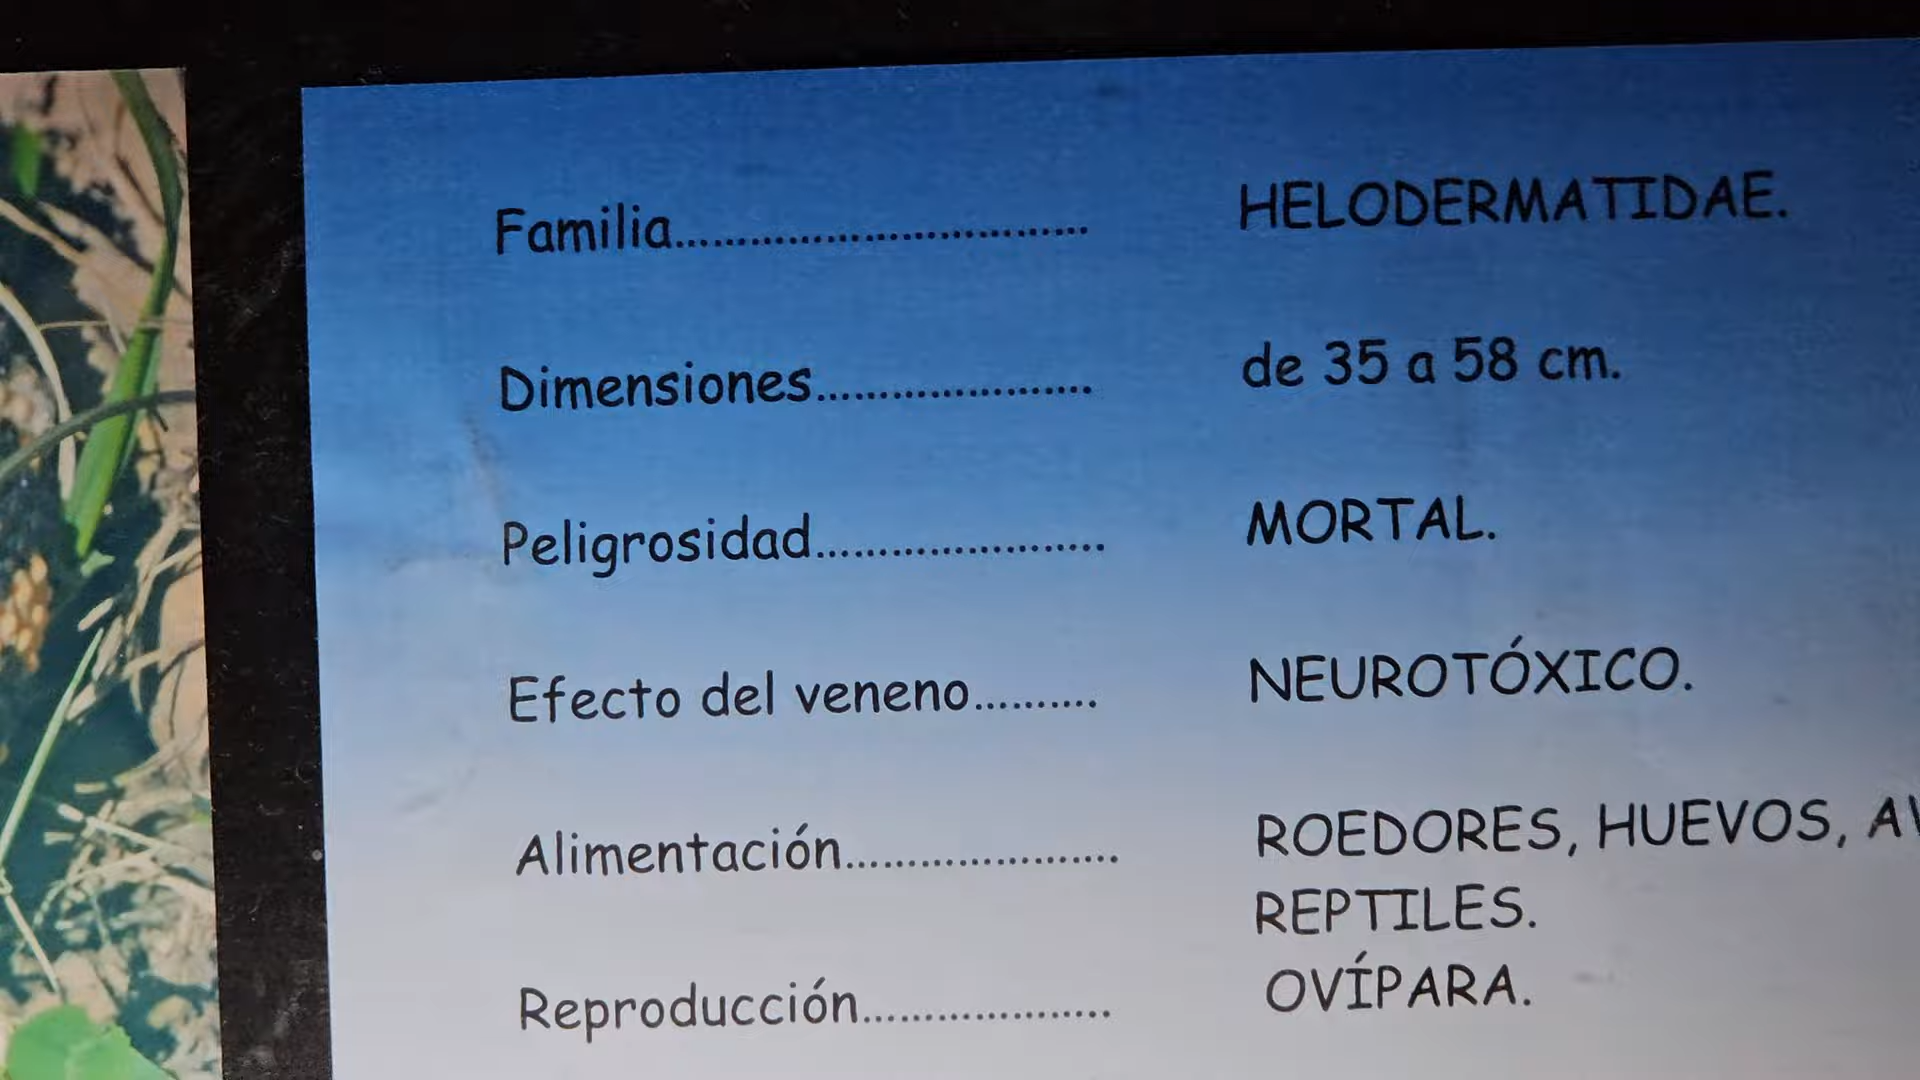 Familia................................. HELODERMATIDAE.
Dimensiones...................... de 35 a 58 cm.
Peligrosidad....................... MORTAL.
Efecto del veneno.......... NEUROTÓXICO.
Alimentación...................... ROEDORES, HUEVOS,
REPTILES.
Reproducción.................... OVÍPARA.